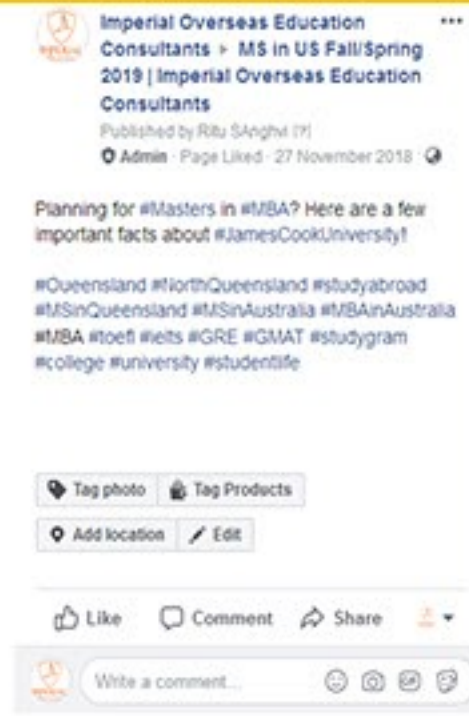 Imperial Overseas Education
Consultants ▸ MS in US Fall/Spring
2019 | Imperial Overseas Education
Consultants
Published by Ritu SAnghvi [?]
Admin · Page Liked · 27 November 2018 ·
Planning for #Masters in #MBA? Here are a few
important facts about #JamesCookUniversity!
#Queensland #NorthQueensland #studyabroad
#MSinQueensland #MSinAustralia #MBAinAustralia
#MBA #toefl #ielts #GRE #GMAT #studygram
#college #university #studentlife
Tag photo Tag Products
Add location Edit
Like Comment Share
Write a comment...